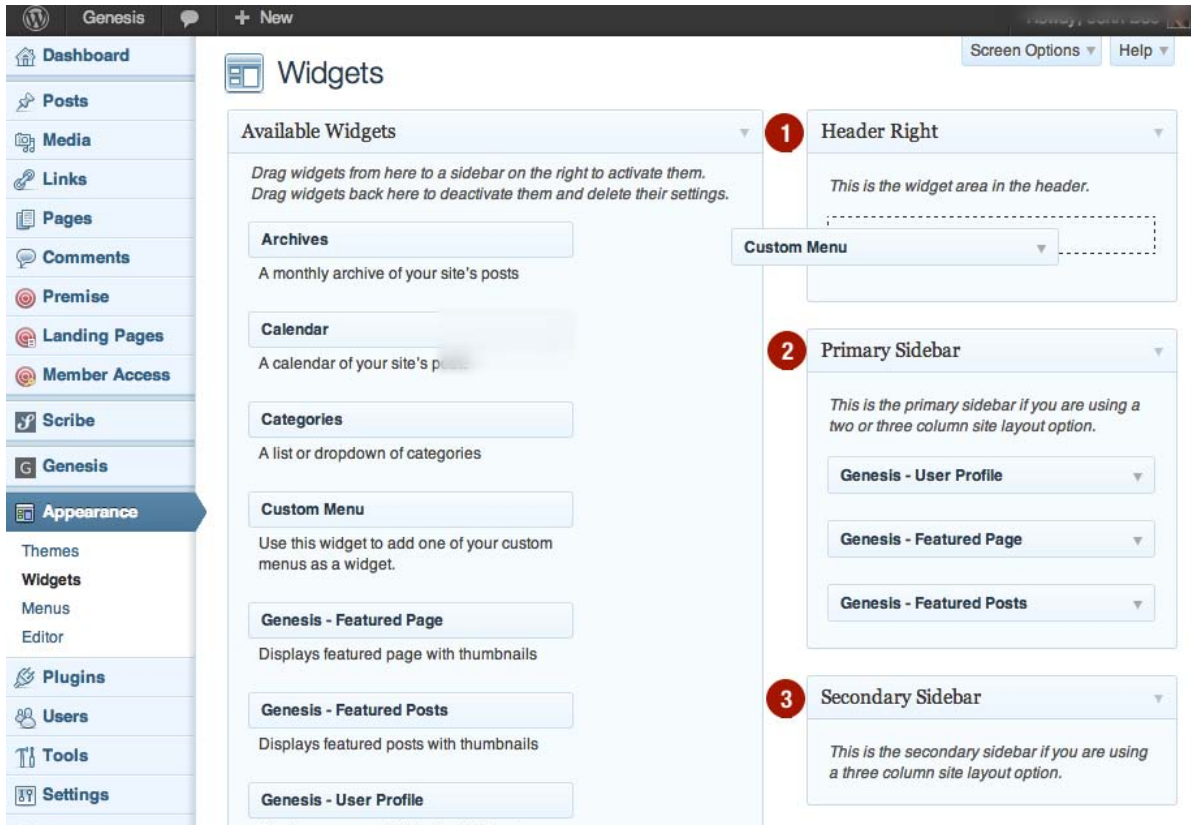 Genesis
+ New
Dashboard
Posts
Media
Links
Pages
Comments
Premise
Landing Pages
Member Access
Scribe
G Genesis
Appearance
Themes
Widgets
Menus
Editor
Plugins
Users
Tools
Settings
Screen Options
Help
Widgets
Available Widgets
Drag widgets from here to a sidebar on the right to activate them.
Drag widgets back here to deactivate them and delete their settings.
Archives
A monthly archive of your site's posts
Calendar
A calendar of your site's
Categories
A list or dropdown of categories
Custom Menu
Use this widget to add one of your custom
menus as a widget.
Genesis - Featured Page
Displays featured page with thumbnails
Genesis - Featured Posts
Displays featured posts with thumbnails
Genesis - User Profile
1
Header Right
This is the widget area in the header.
Custom Menu
2
Primary Sidebar
This is the primary sidebar if you are using a
two or three column site layout option.
Genesis - User Profile
Genesis - Featured Page
Genesis - Featured Posts
3
Secondary Sidebar
This is the secondary sidebar if you are using
a three column site layout option.